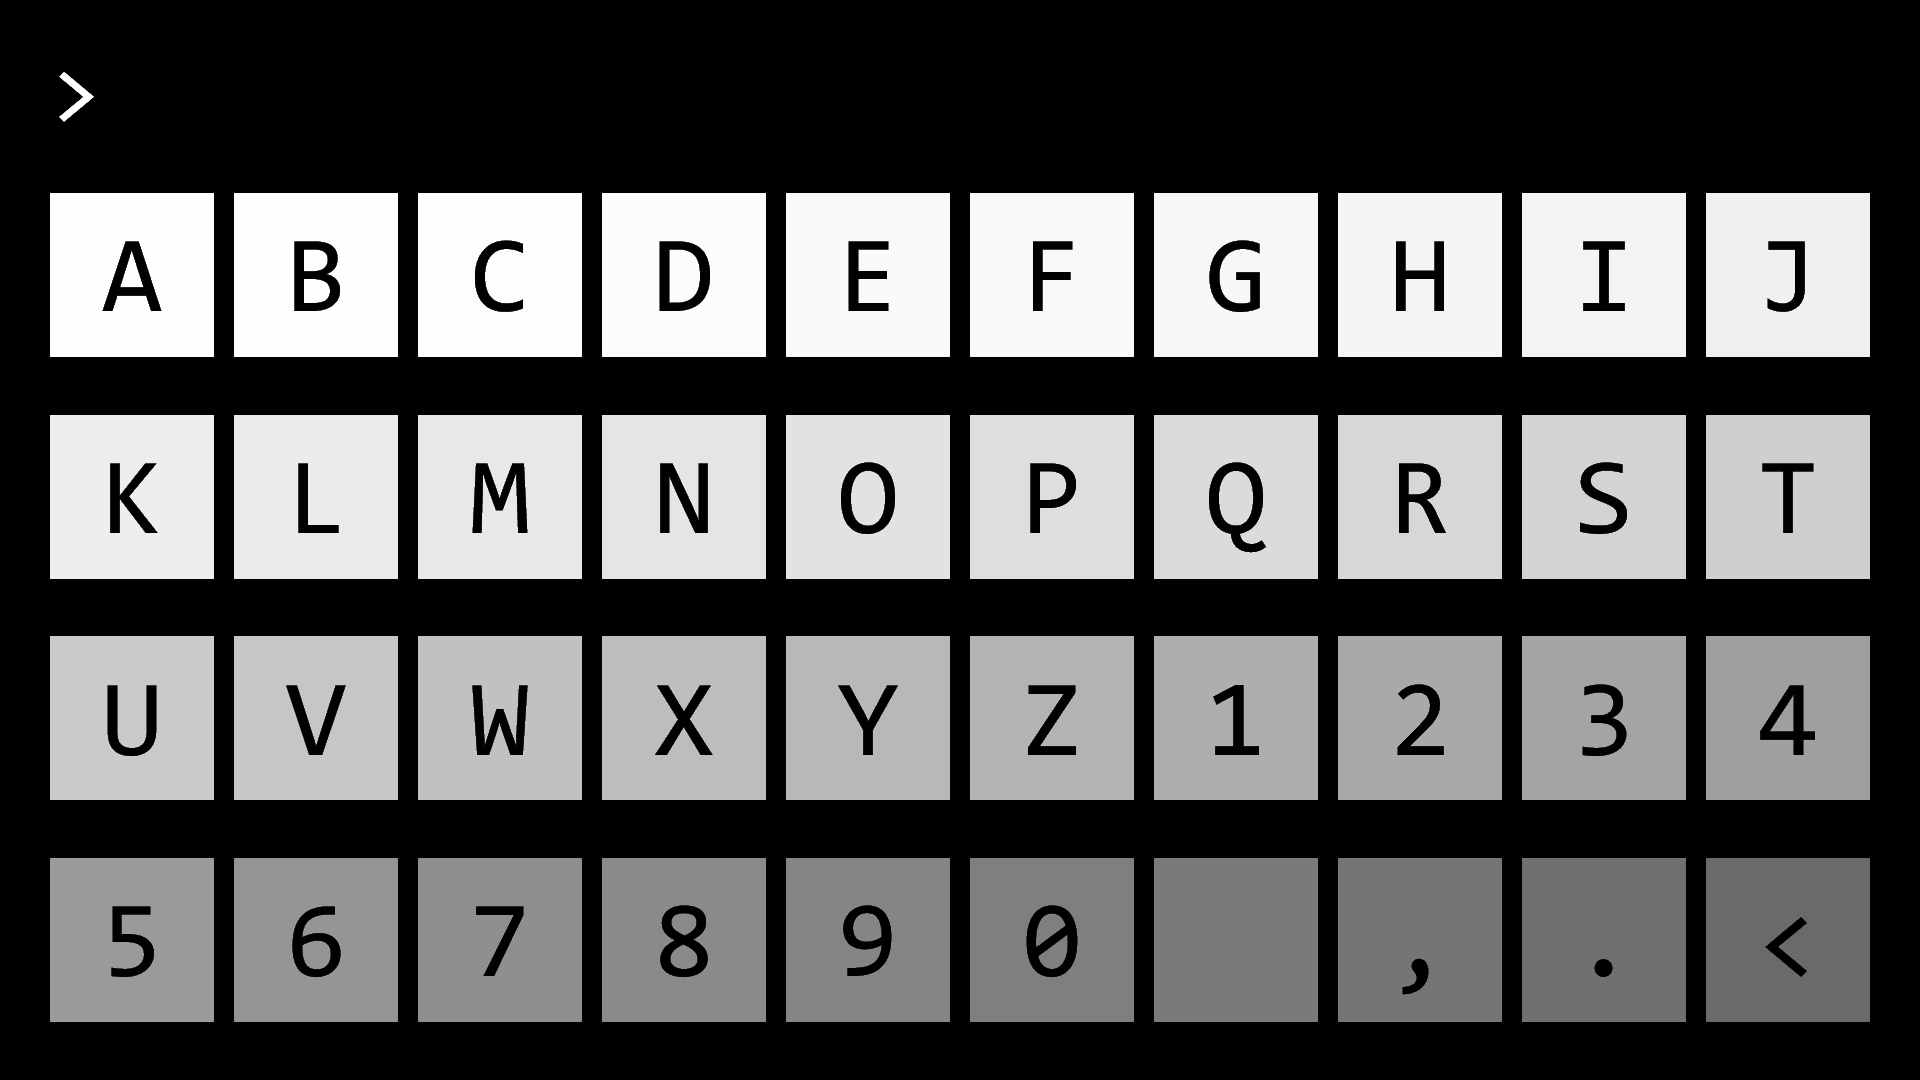 >
A B C D E F G H I J
K L M N O P Q R S T
U V W X Y Z 1 2 3 4
5 6 7 8 9 0 , . <